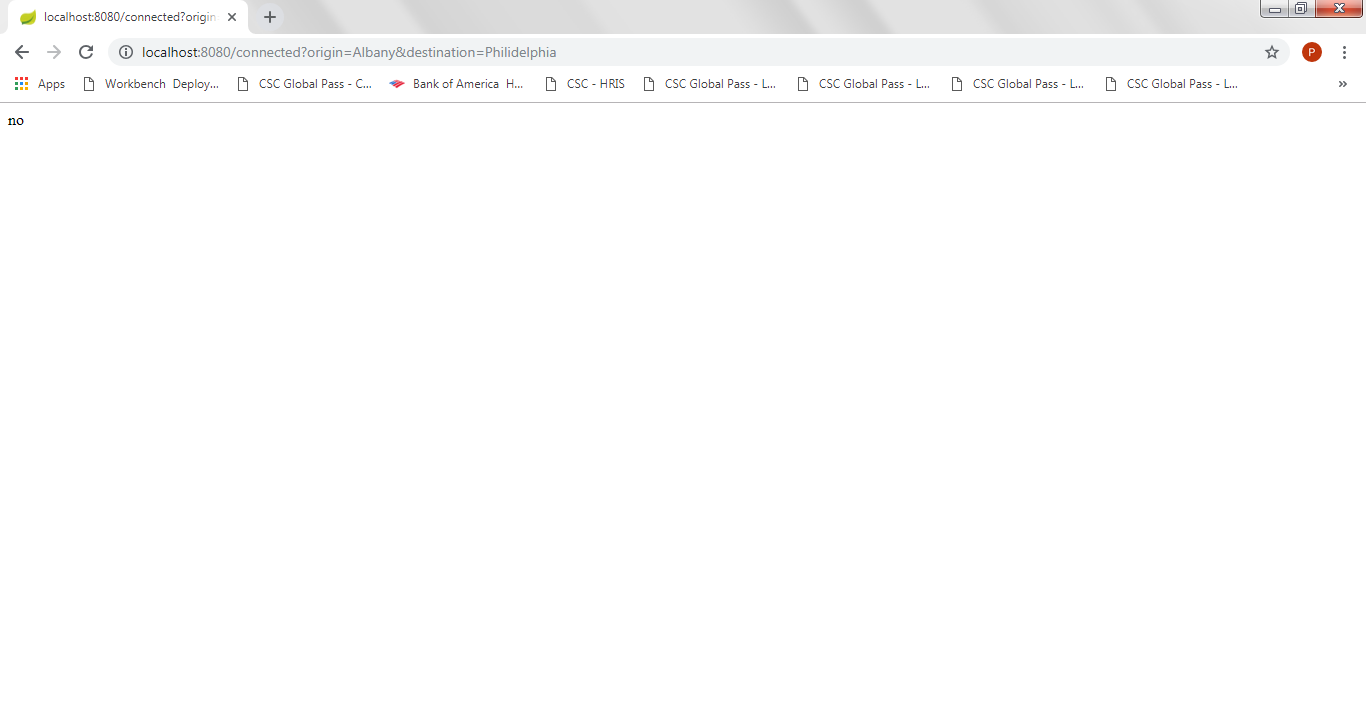 localhost:8080/connected?origin
localhost:8080/connected?origin=Albany&destination=Philidelphia
P
Apps Workbench Deploy... CSC Global Pass - C... Bank of America H... CSC - HRIS CSC Global Pass - L... CSC Global Pass - L... CSC Global Pass - L... CSC Global Pass - L... »
no